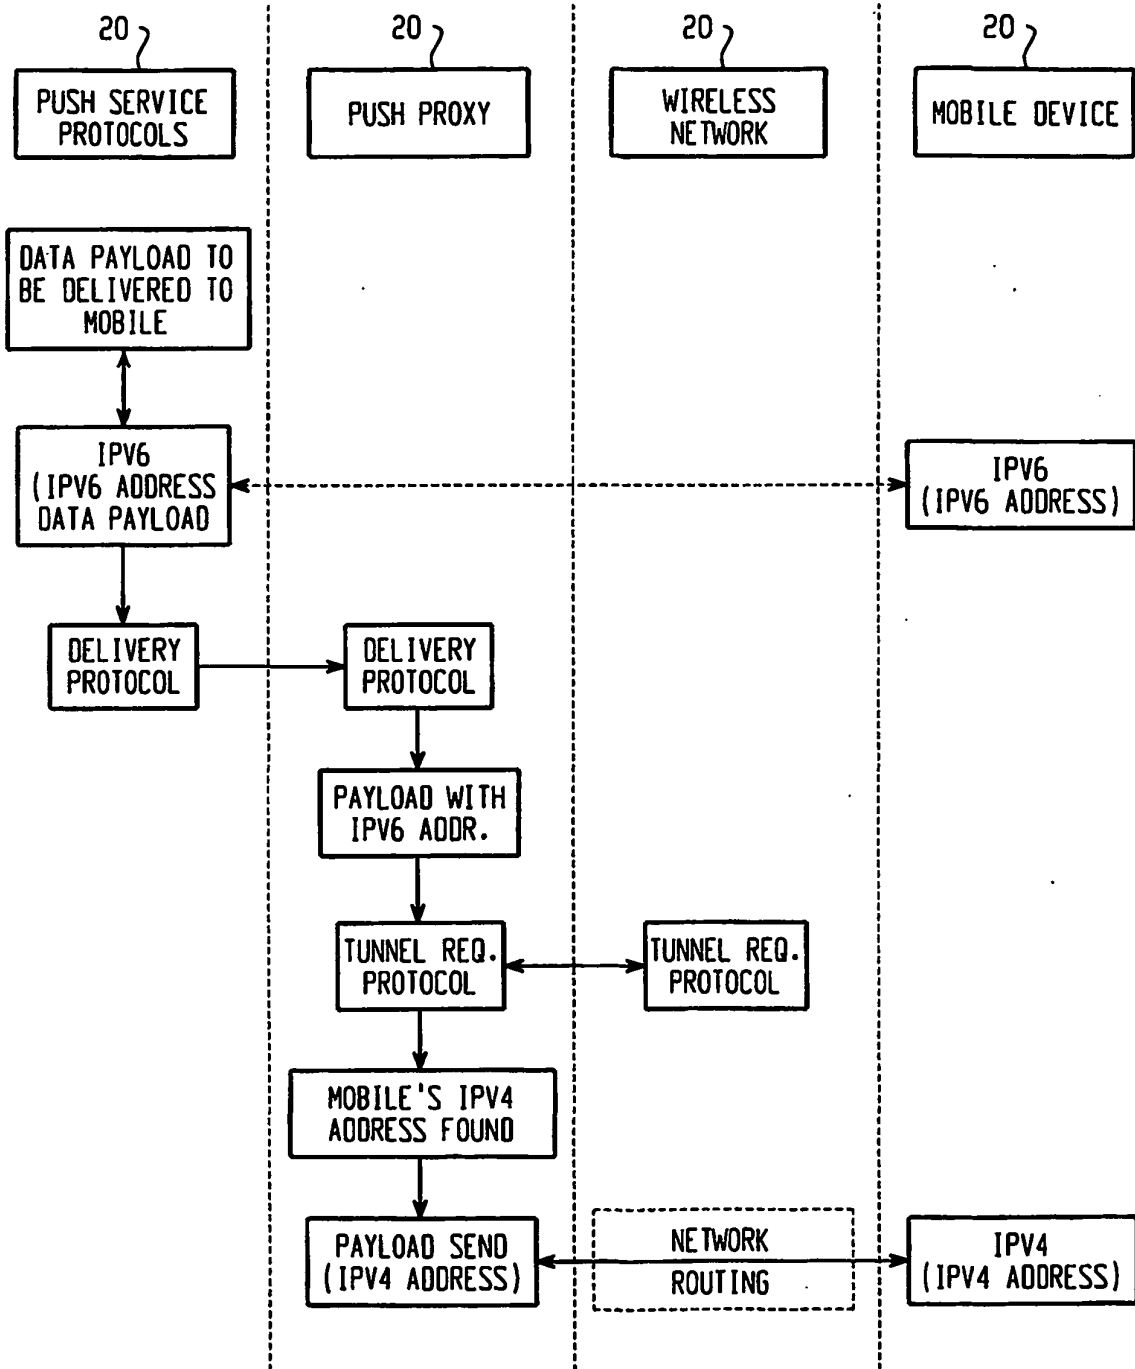 20
20
20
20
PUSH SERVICE
PROTOCOLS
PUSH PROXY
WIRELESS
NETWORK
MOBILE DEVICE
DATA PAYLOAD TO
BE DELIVERED TO
MOBILE
IPV6
(IPV6 ADDRESS
DATA PAYLOAD
IPV6
(IPV6 ADDRESS)
DELIVERY
PROTOCOL
DELIVERY
PROTOCOL
PAYLOAD WITH
IPV6 ADDR.
TUNNEL REQ.
PROTOCOL
TUNNEL REQ.
PROTOCOL
MOBILE'S IPV4
ADDRESS FOUND
PAYLOAD SEND
(IPV4 ADDRESS)
NETWORK
ROUTING
IPV4
(IPV4 ADDRESS)